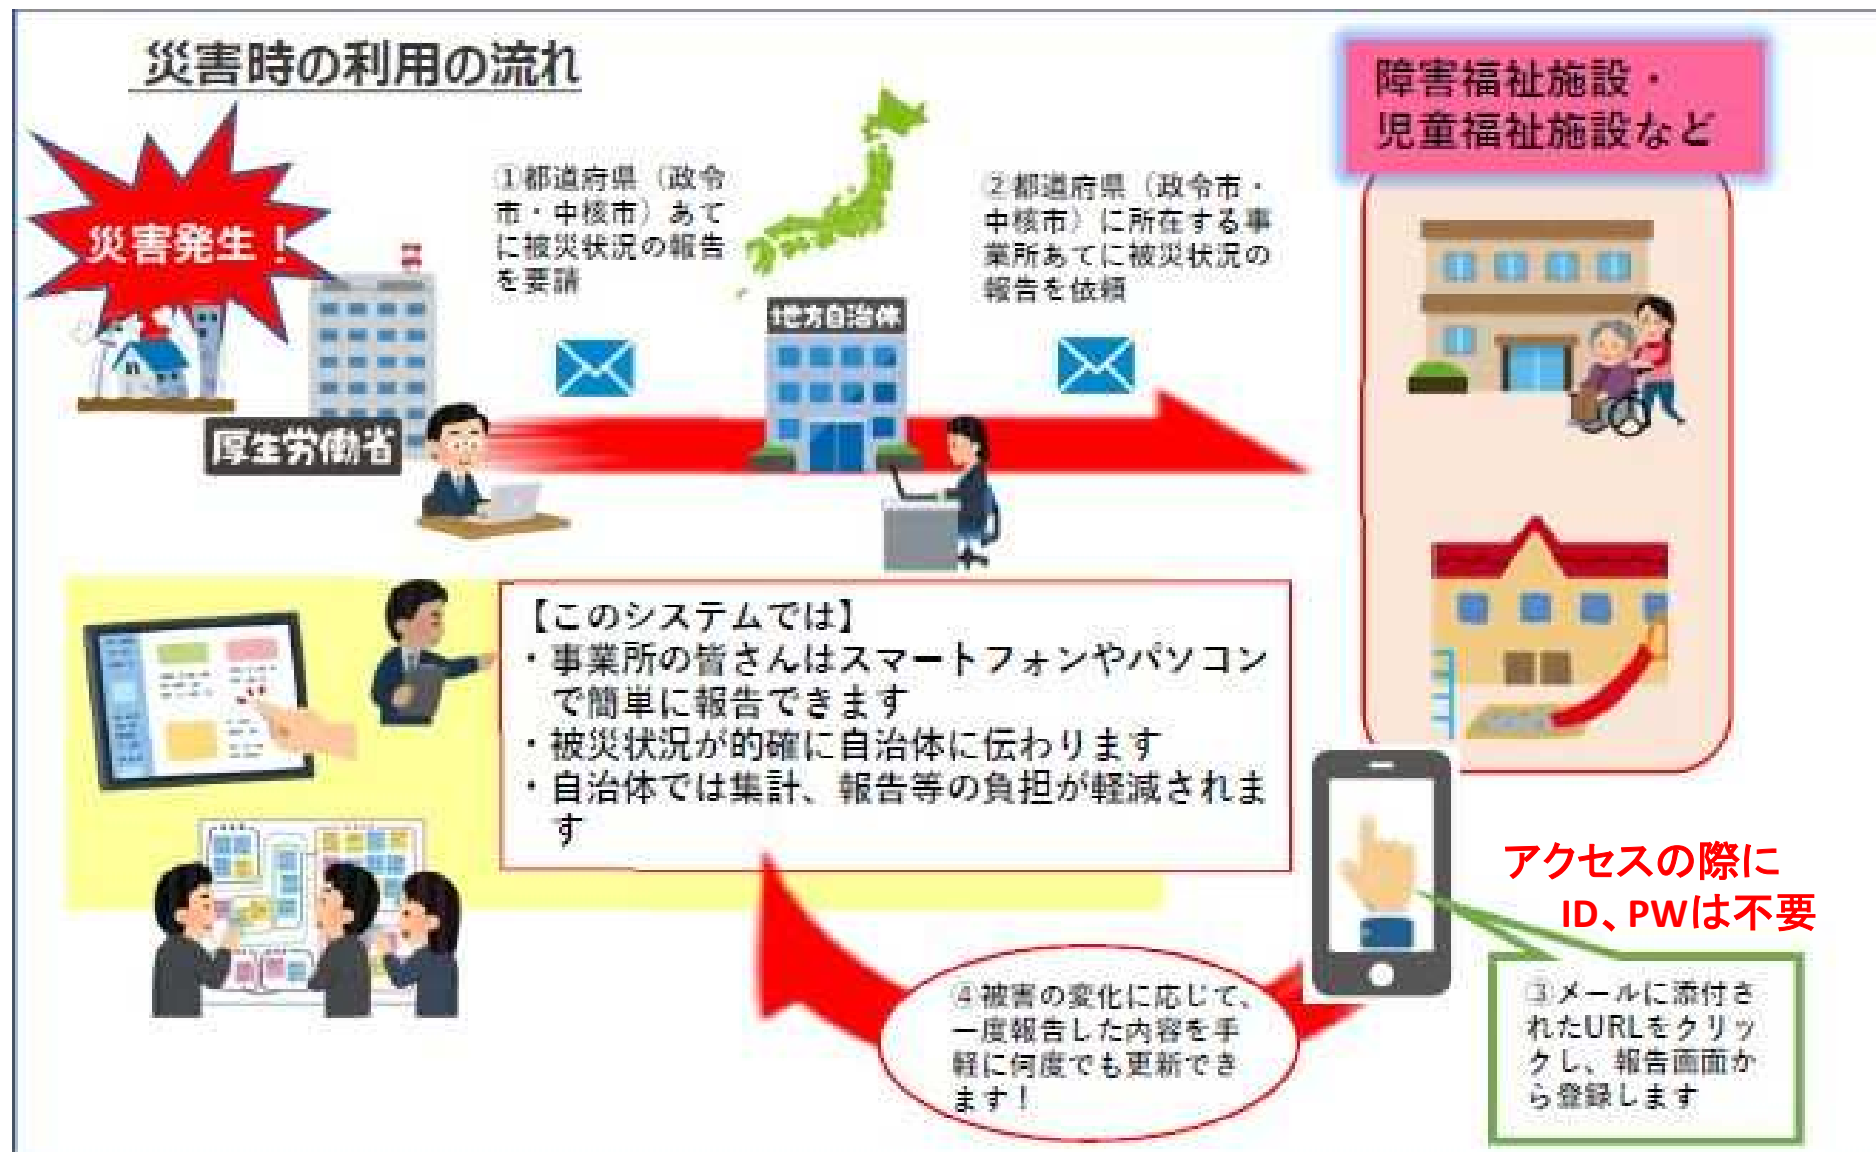 災害時の利用の流れ
災害発生！
厚生労働省
①都道府県（政令
市・中核市）あて
に被災状況の報告
を要請
地方自治体
②都道府県（政令市・
中核市）に所在する事
業所あてに被災状況の
報告を依頼
障害福祉施設・
児童福祉施設など
【このシステムでは】
・事業所の皆さんはスマートフォンやパソコン
で簡単に報告できます
・被災状況が的確に自治体に伝わります
・自治体では集計、報告等の負担が軽減されま
す
アクセスの際に
ID、PWは不要
③メールに添付さ
れたURLをクリッ
クし、報告画面か
ら登録します
④被害の変化に応じて、
一度報告した内容を手
軽に何度でも更新でき
ます！